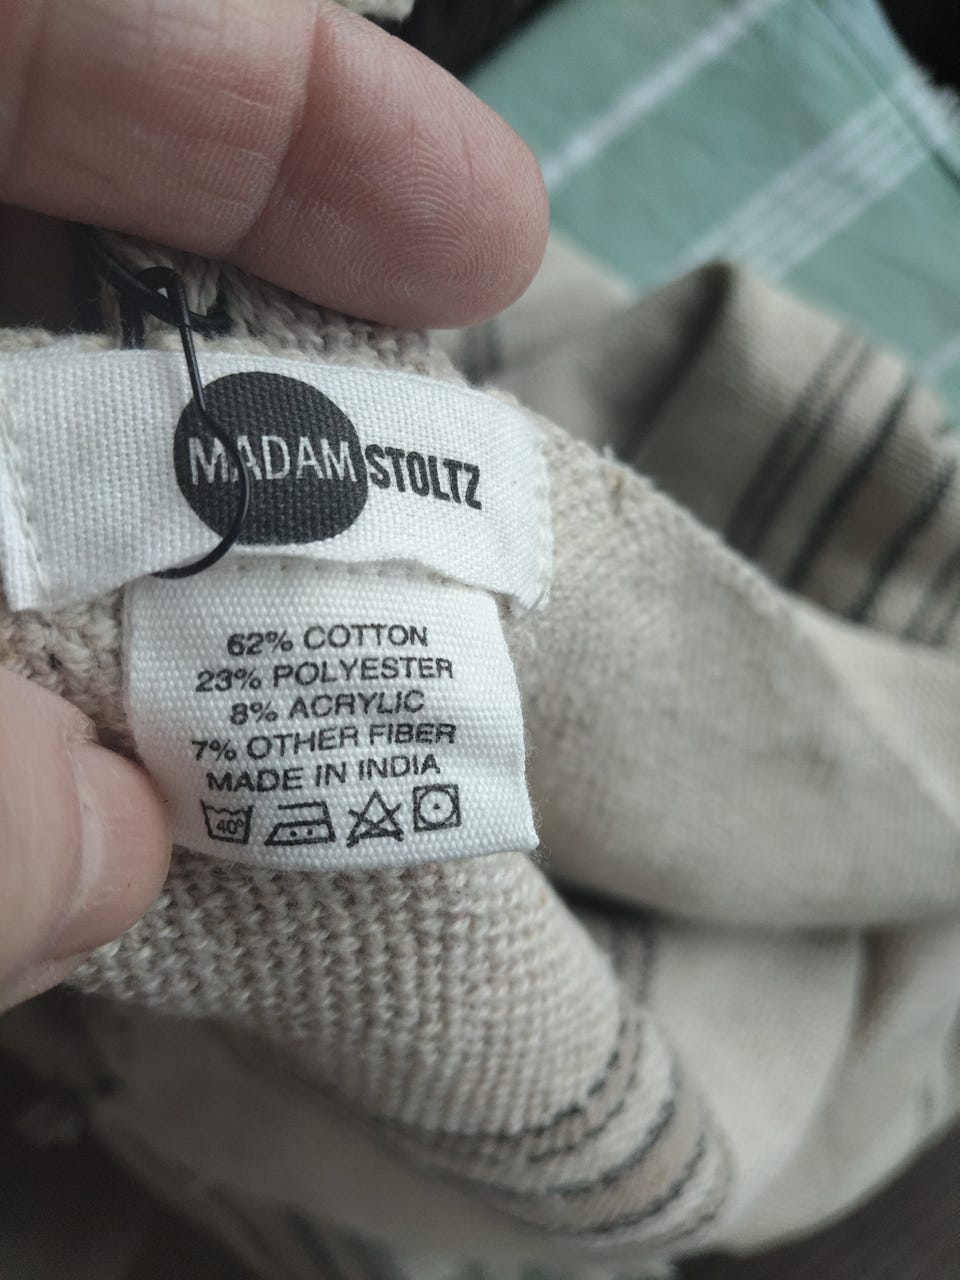 MADAM STOLTZ
62% COTTON
23% POLYESTER
8% ACRYLIC
7% OTHER FIBER
MADE IN INDIA
40°